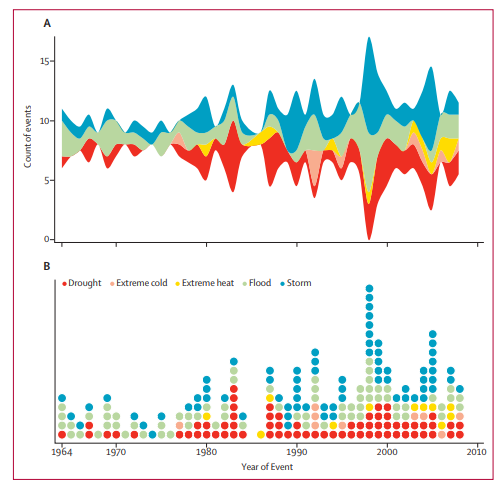 A
Count of events
15
10
5
0
B
Drought Extreme cold Extreme heat Flood Storm
1964 1970 1980 1990 2000 2010
Year of Event